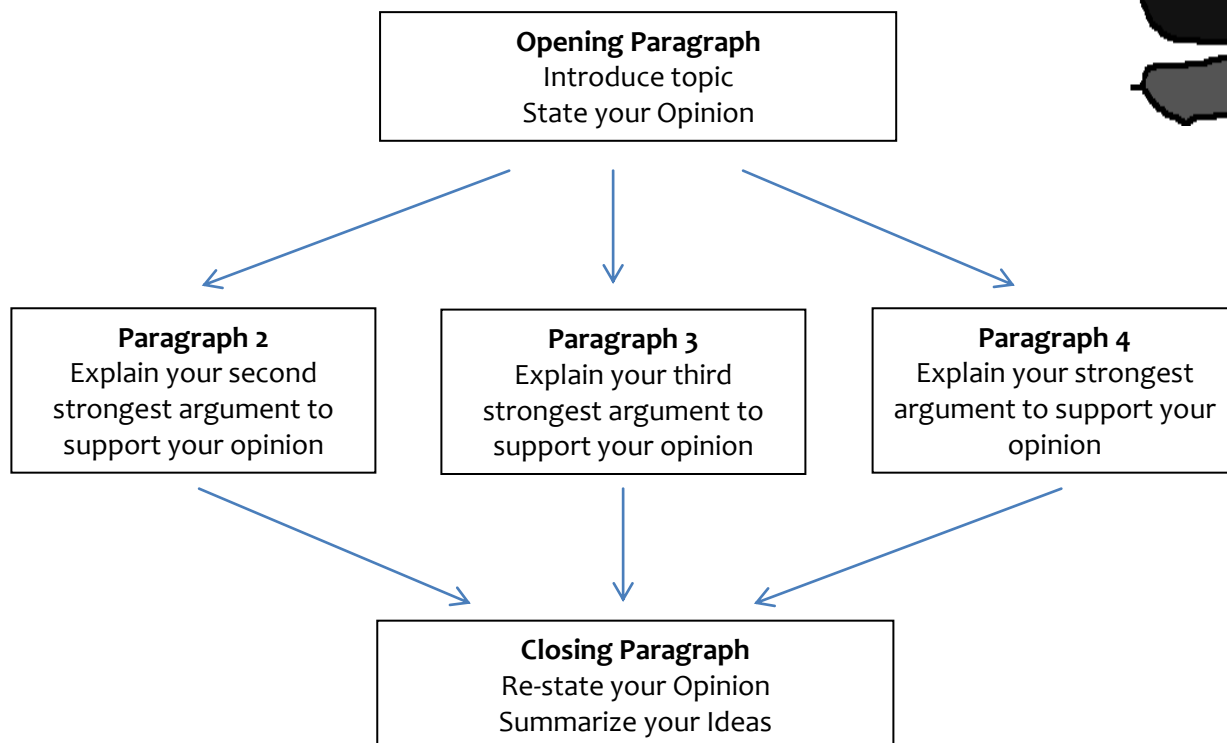 Opening Paragraph
Introduce topic
State your Opinion
Paragraph 2
Explain your second
strongest argument to
support your opinion
Paragraph 3
Explain your third
strongest argument to
support your opinion
Paragraph 4
Explain your strongest
argument to support your
opinion
Closing Paragraph
Re-state your Opinion
Summarize your Ideas